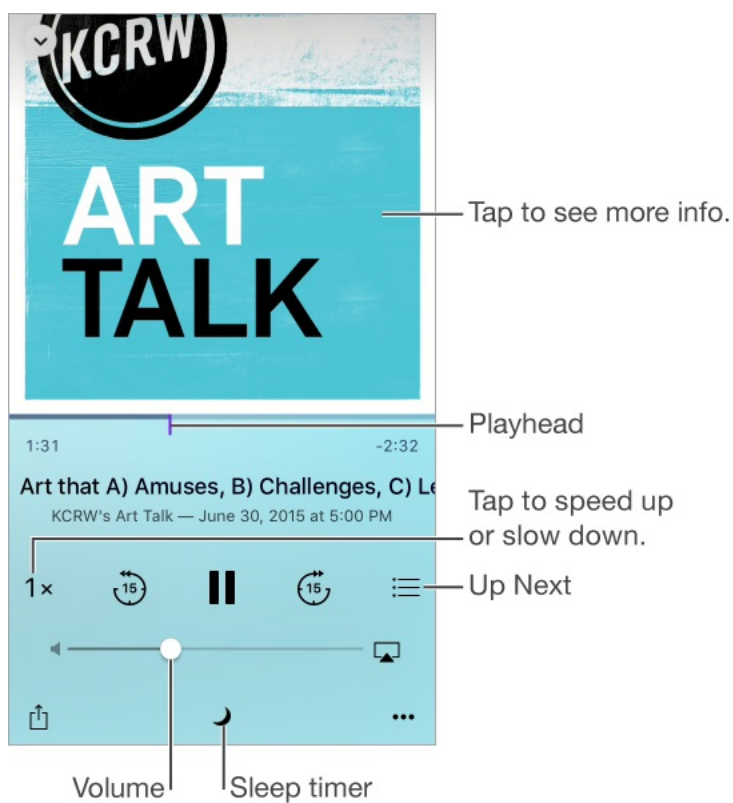 KCRW
ART
TALK
Tap to see more info.
Playhead
1:31
-2:32
Art that A) Amuses, B) Challenges, C) Le
KCRW's Art Talk — June 30, 2015 at 5:00 PM
Tap to speed up
or slow down.
1×
15
15
Up Next
Volume
Sleep timer